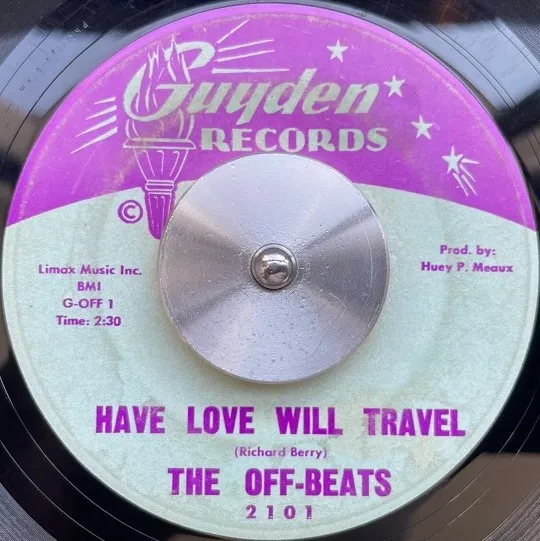 Guyden
RECORDS
©
Limax Music Inc.
BMI
G-OFF 1
Time: 2:30
Prod. by:
Huey P. Meaux
HAVE LOVE WILL TRAVEL
(Richard Berry)
THE OFF-BEATS
2101